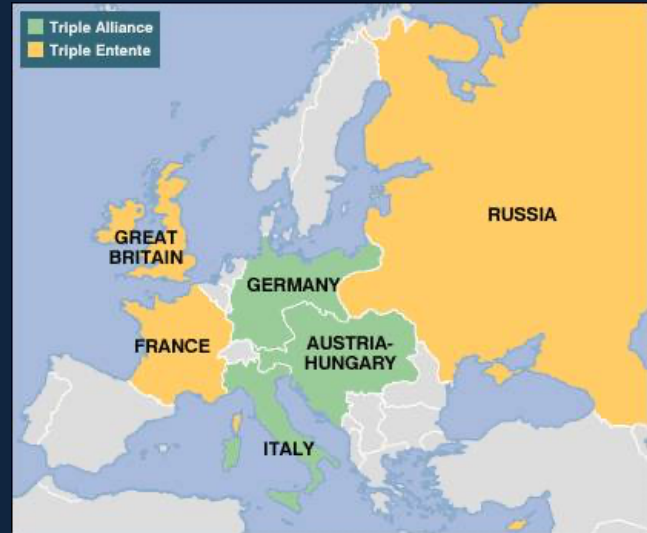 Triple Alliance
Triple Entente
RUSSIA
GREAT
BRITAIN
GERMANY
FRANCE
AUSTRIA-
HUNGARY
ITALY